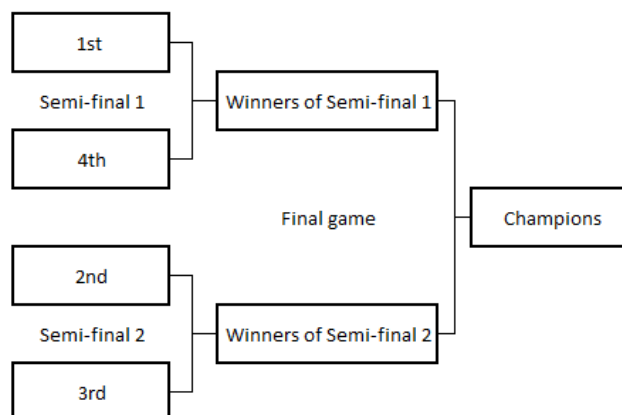 1st
Semi-final 1
Winners of Semi-final 1
4th
Final game
Champions
2nd
Semi-final 2
Winners of Semi-final 2
3rd